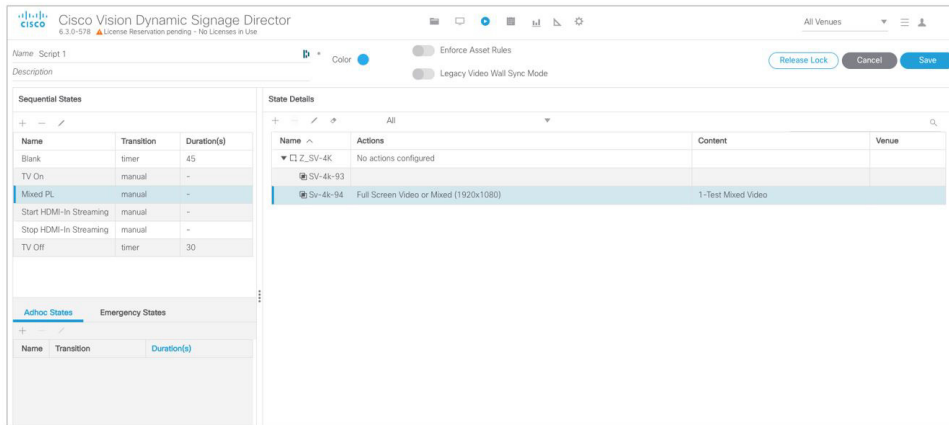 cisco Cisco Vision Dynamic Signage Director
6.3.0-578 License Reservation pending - No Licenses in Use
All Venues
Name Script 1 *
Color
Enforce Asset Rules
Description
Legacy Video Wall Sync Mode
Release Lock Cancel Save
Sequential States
Name Transition Duration(s)
Blank timer 45
TV On manual -
Mixed PL manual -
Start HDMI-In Streaming manual -
Stop HDMI-In Streaming manual -
TV Off timer 30
Adhoc States Emergency States
Name Transition Duration(s)
State Details
All
Name Actions Content Venue
Z_SV-4K No actions configured
SV-4k-93
Sv-4k-94 Full Screen Video or Mixed (1920x1080) 1-Test Mixed Video